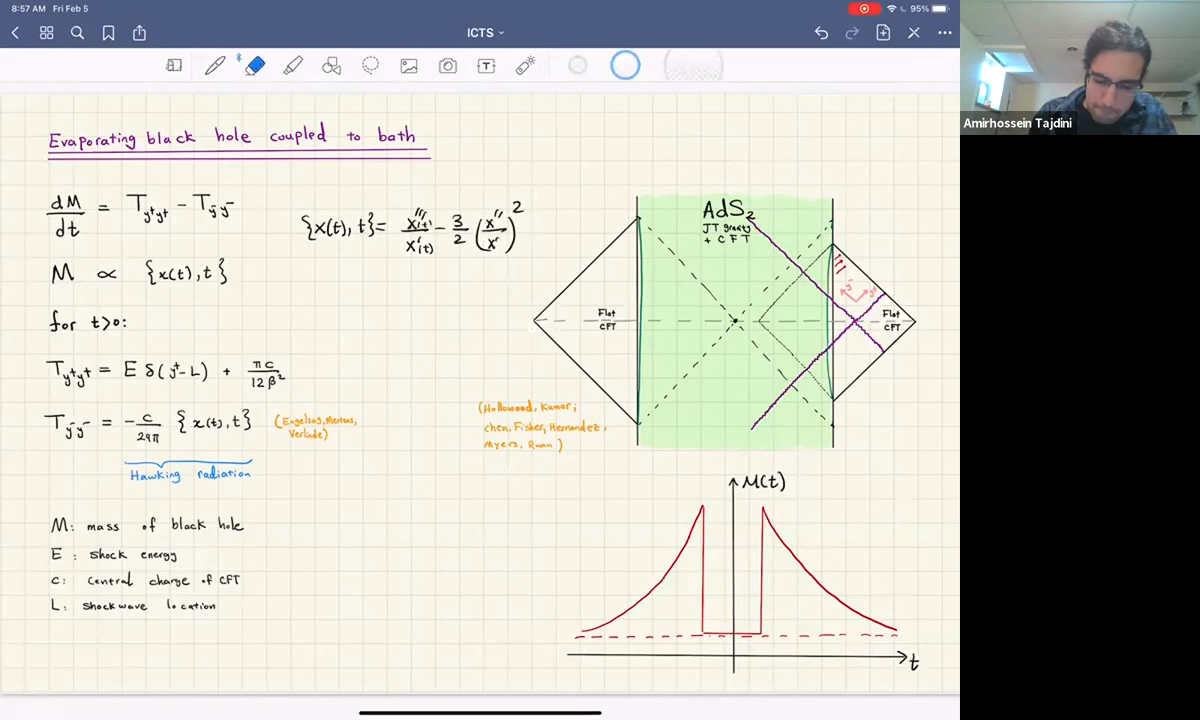 8:57 AM Fri Feb 5
95%
ICTS
Amirhossein Tajdini
Evaporating black hole coupled to bath
dM/dt = T_{y⁺y⁺} - T_{y⁻y⁻}
{x(t), t} = x'''(t)/x'(t) - 3/2 (x''/x')²
M ∝ {x(t), t}
for t>0:
T_{y⁺y⁺} = E δ(y⁺-L) + πc/12β²
T_{y⁻y⁻} = -c/24π {x(t), t}
(Engelsoy, Mertens,
Verlinde)
Hawking radiation
M: mass of black hole
E: shock energy
c: central charge of CFT
L: shockwave location
AdS₂
JT gravity
+ CFT
Flat
CFT
y⁻ y⁺
Flat
CFT
(Hollowood, Kumar;
chen, Fisher, Hernandez,
Myers, Ruan)
M(t)
t